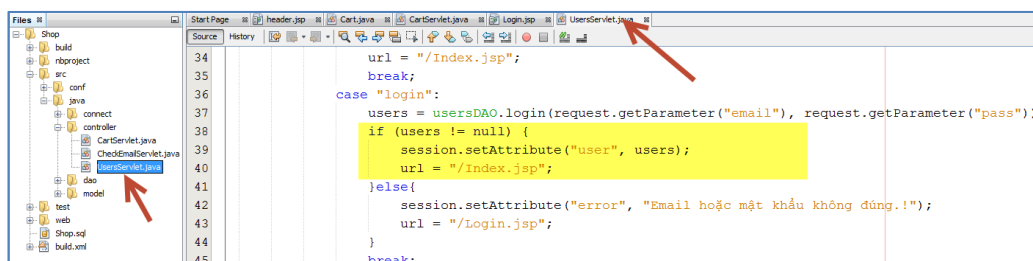 Files
Start Page header.jsp Cart.java CartServlet.java Login.jsp UsersServlet.java
Shop
Source History
build
nbproject
src
conf
java
connect
controller
CartServlet.java
CheckEmailServlet.java
UsersServlet.java
dao
model
test
web
Shop.sql
build.xml
34 url = "/Index.jsp";
35 break;
36 case "login":
37 users = usersDAO.login(request.getParameter("email"), request.getParameter("pass"))
38 if (users != null) {
39 session.setAttribute("user", users);
40 url = "/Index.jsp";
41 }else{
42 session.setAttribute("error", "Email hoặc mật khẩu không đúng.!");
43 url = "/Login.jsp";
44 }
45 break;